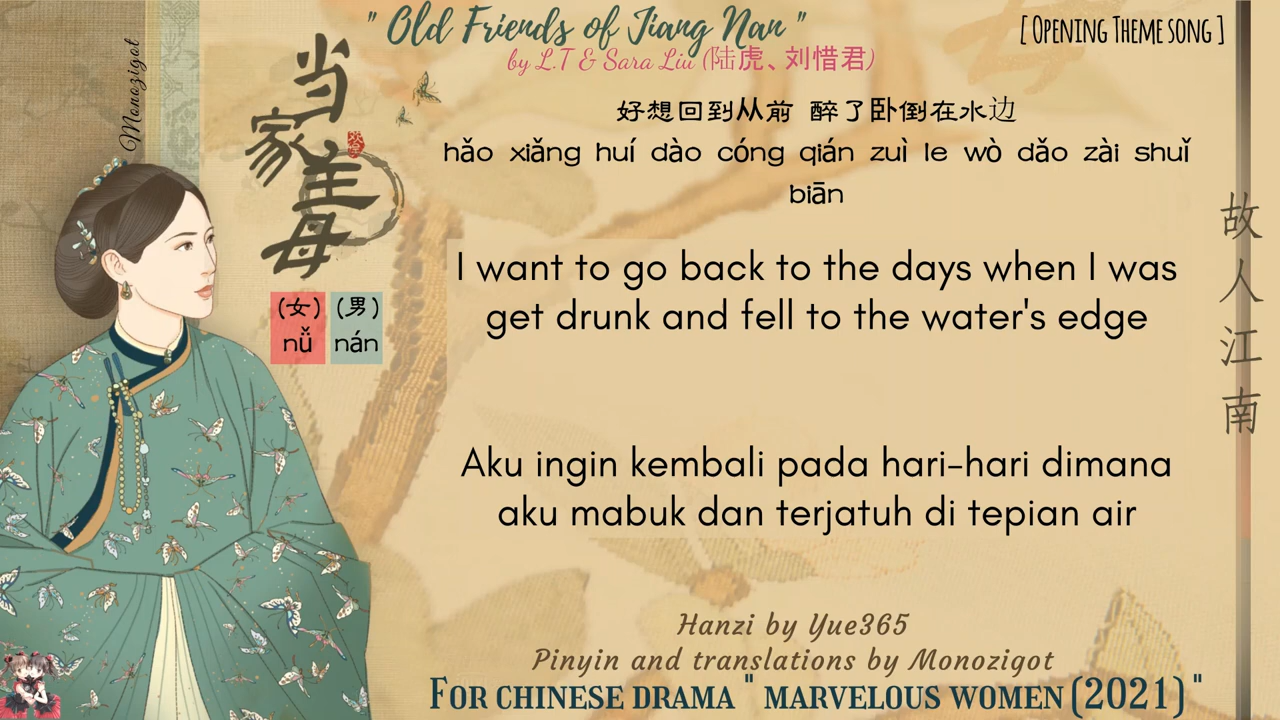 " Old Friends of Jiang Nan "
by L.T & Sara Liu (陆虎、刘惜君)
[ Opening Theme song ]
Monozigot
当家主母
好想回到从前 醉了卧倒在水边
hǎo xiǎng huí dào cóng qián zuì le wò dǎo zài shuǐ
biān
I want to go back to the days when I was
get drunk and fell to the water's edge
(女) (男)
nǚ nán
故人江南
Aku ingin kembali pada hari-hari dimana
aku mabuk dan terjatuh di tepian air
Hanzi by Yue365
Pinyin and translations by Monozigot
For chinese drama " marvelous women (2021) "